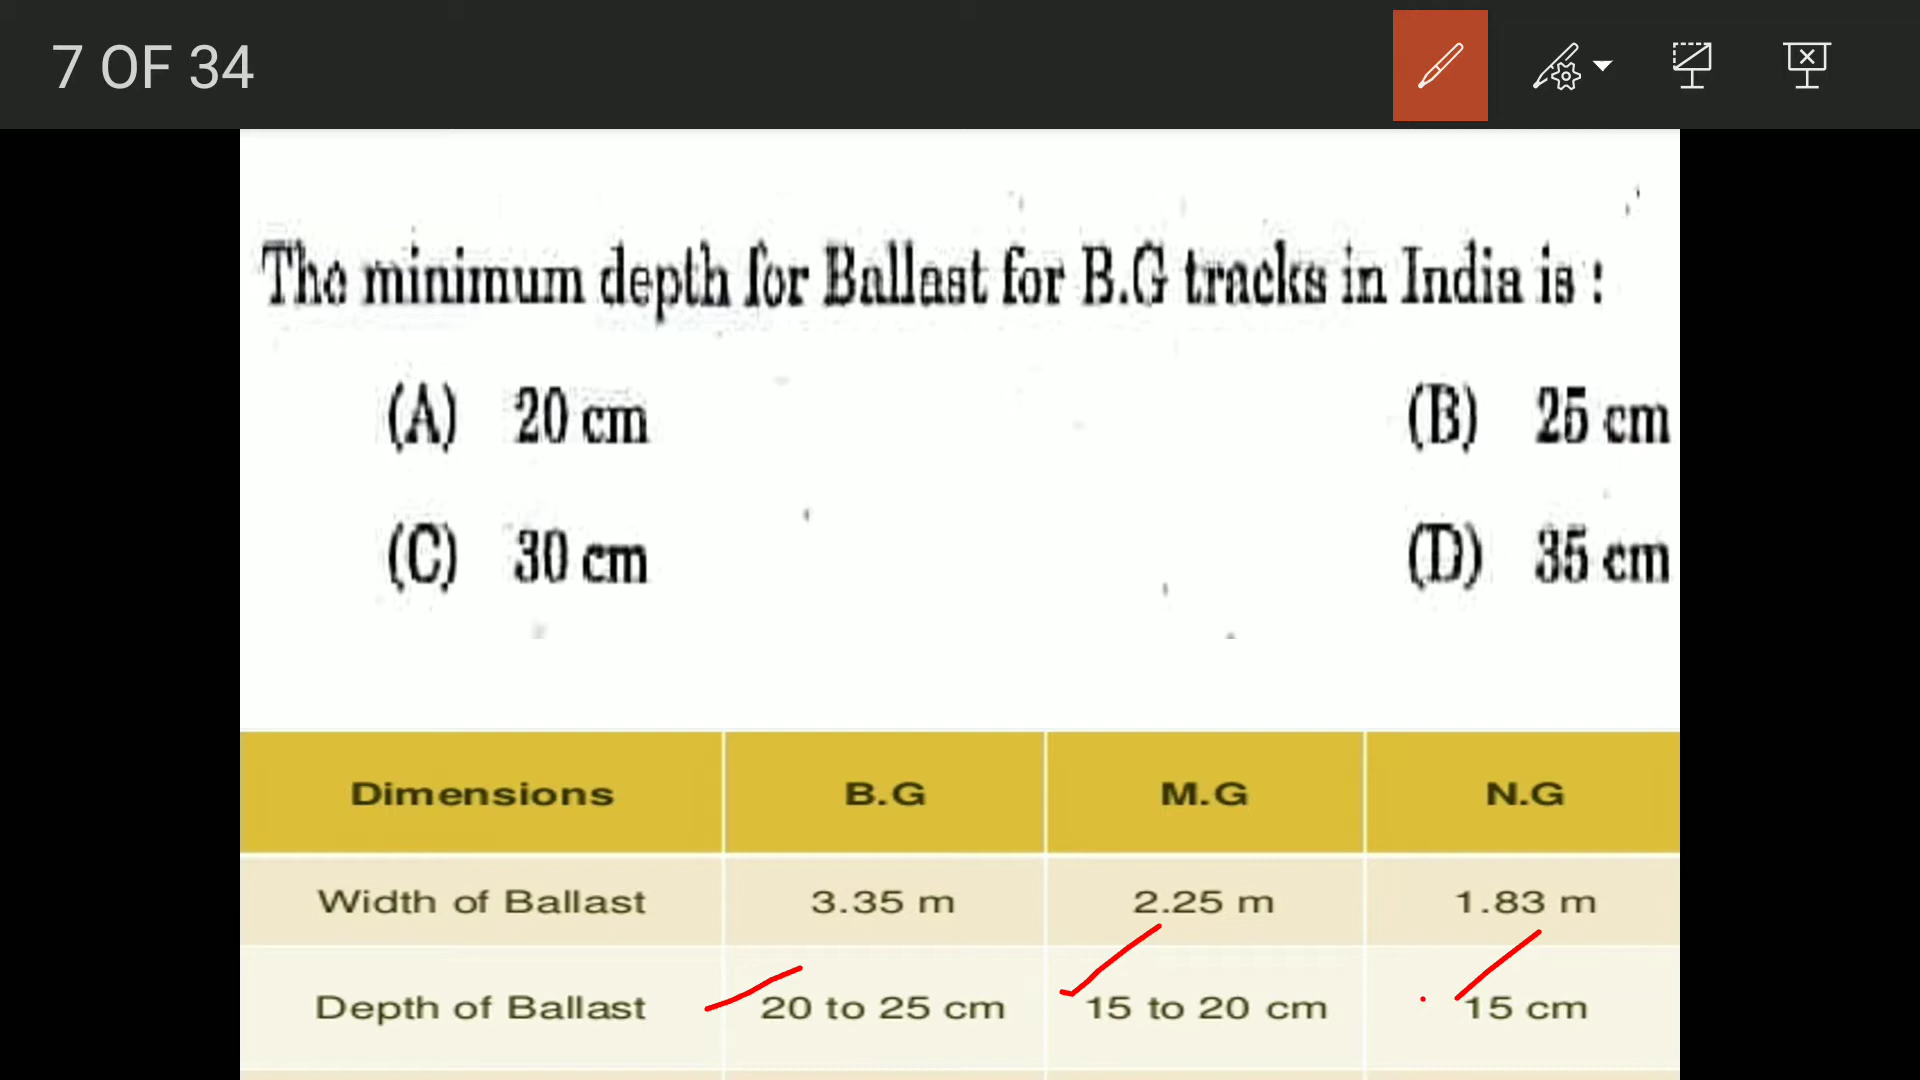 7 OF 34
The minimum depth for Ballast for B.G tracks in India is :
(A) 20 cm (B) 25 cm
(C) 30 cm (D) 35 cm
Dimensions B.G M.G N.G
Width of Ballast 3.35 m 2.25 m 1.83 m
Depth of Ballast 20 to 25 cm 15 to 20 cm 15 cm